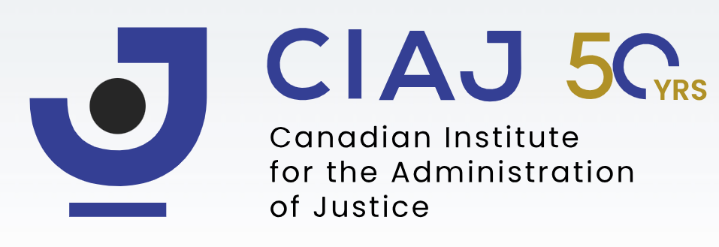 CIAJ 50 YRS
Canadian Institute
for the Administration
of Justice